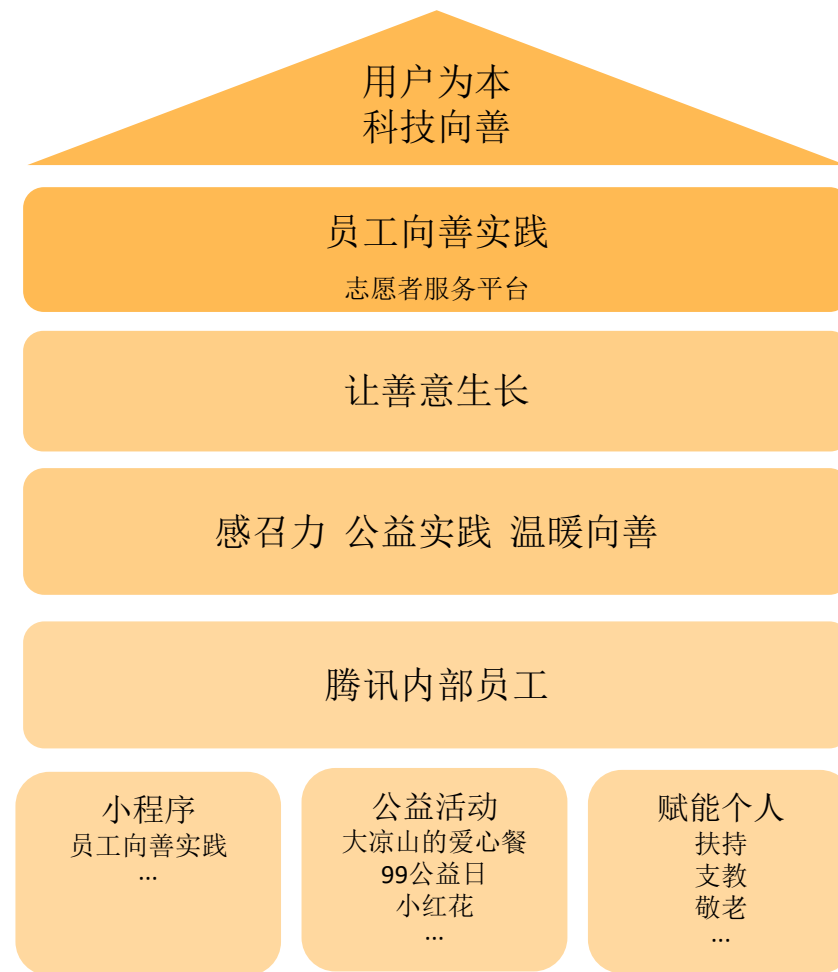 用户为本
科技向善
员工向善实践
志愿者服务平台
让善意生长
感召力 公益实践 温暖向善
腾讯内部员工
小程序
员工向善实践
...
公益活动
大凉山的爱心餐
99公益日
小红花
...
赋能个人
扶持
支教
敬老
...